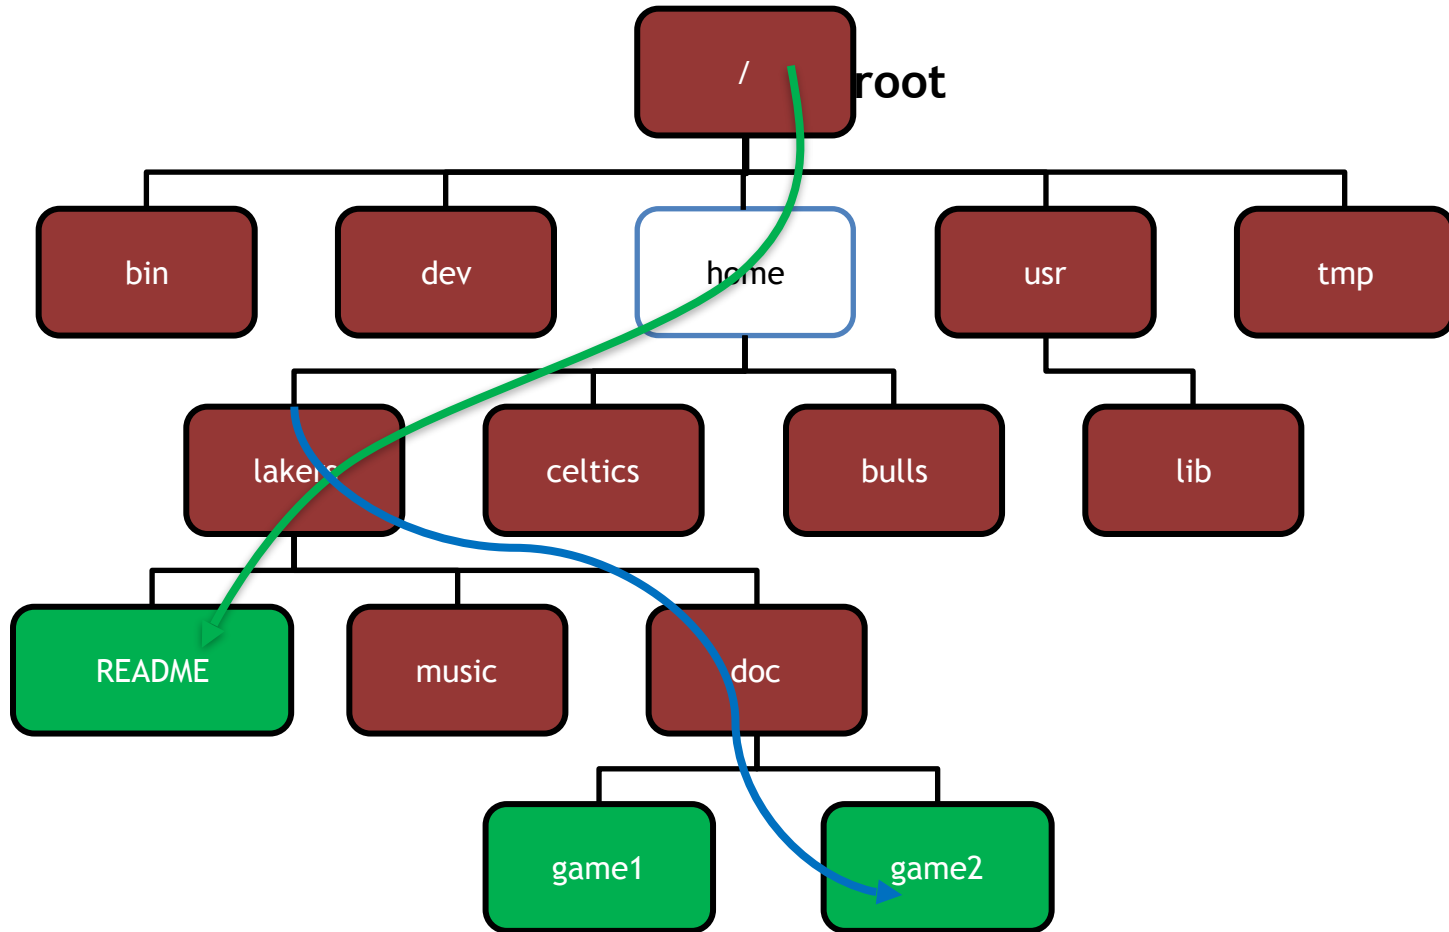 /
root
bin
dev
home
usr
tmp
lakers
celtics
bulls
lib
README
music
doc
game1
game2